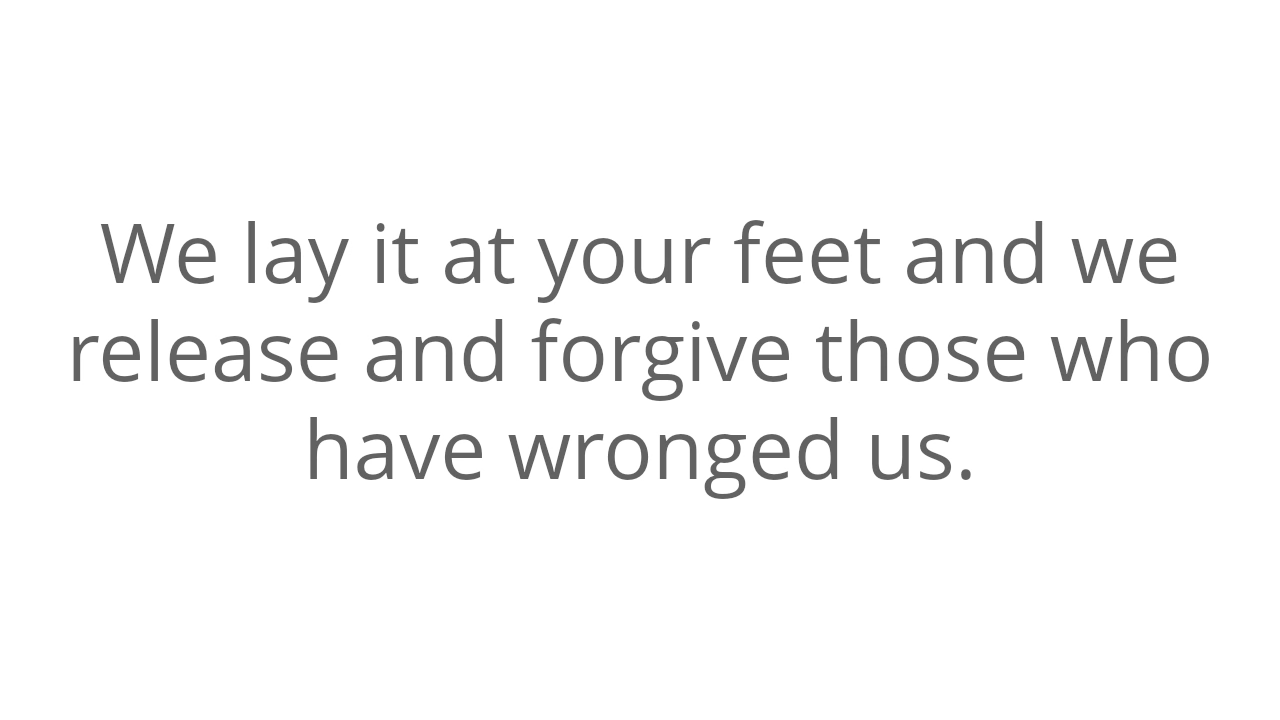 We lay it at your feet and we
release and forgive those who
have wronged us.